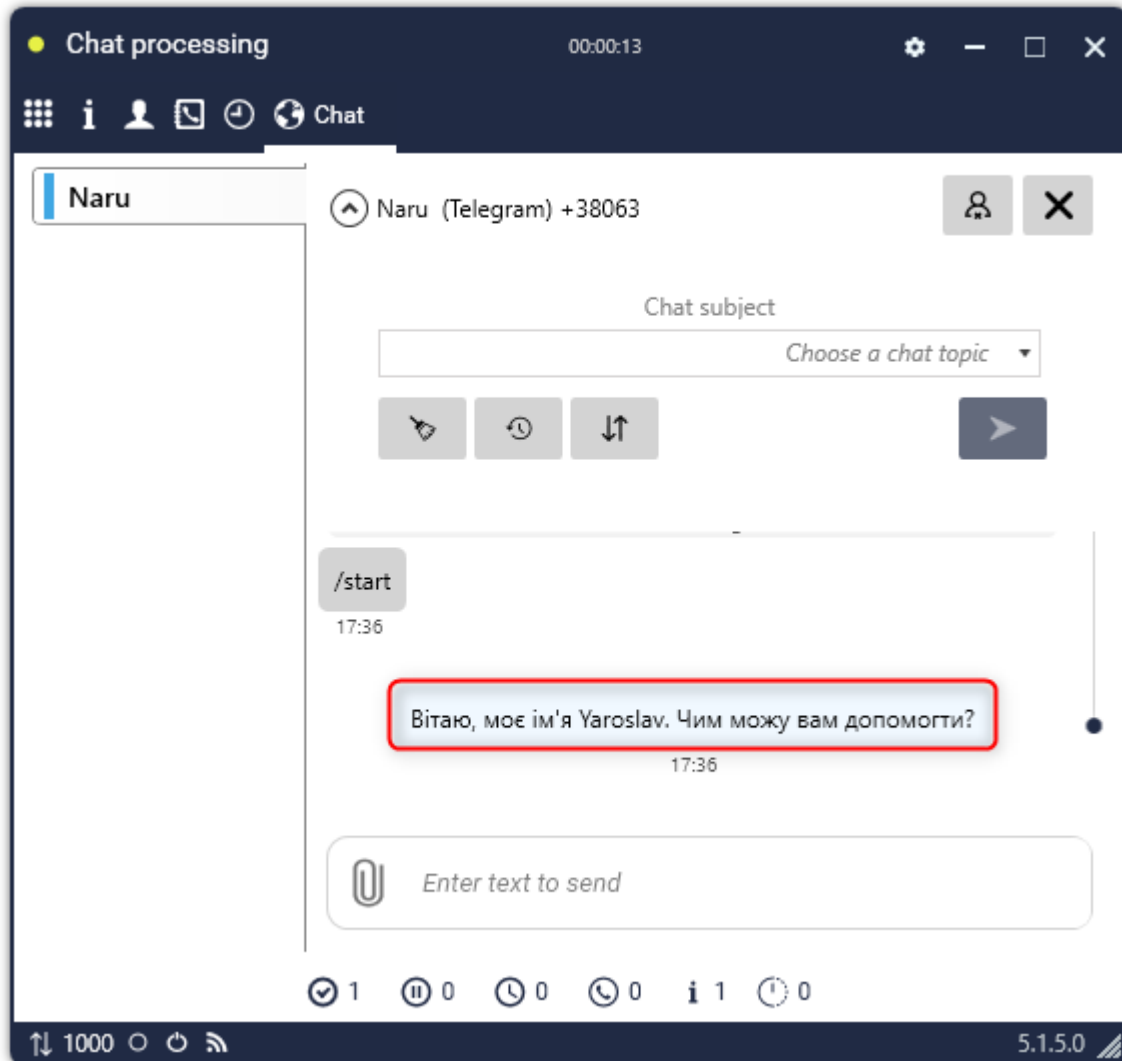 Chat processing 00:00:13
Chat
Naru
Naru (Telegram) +38063
Chat subject
Choose a chat topic
/start
17:36
Вітаю, моє ім'я Yaroslav. Чим можу вам допомогти?
17:36
Enter text to send
1 0 0 0 1 0
1000 5.1.5.0